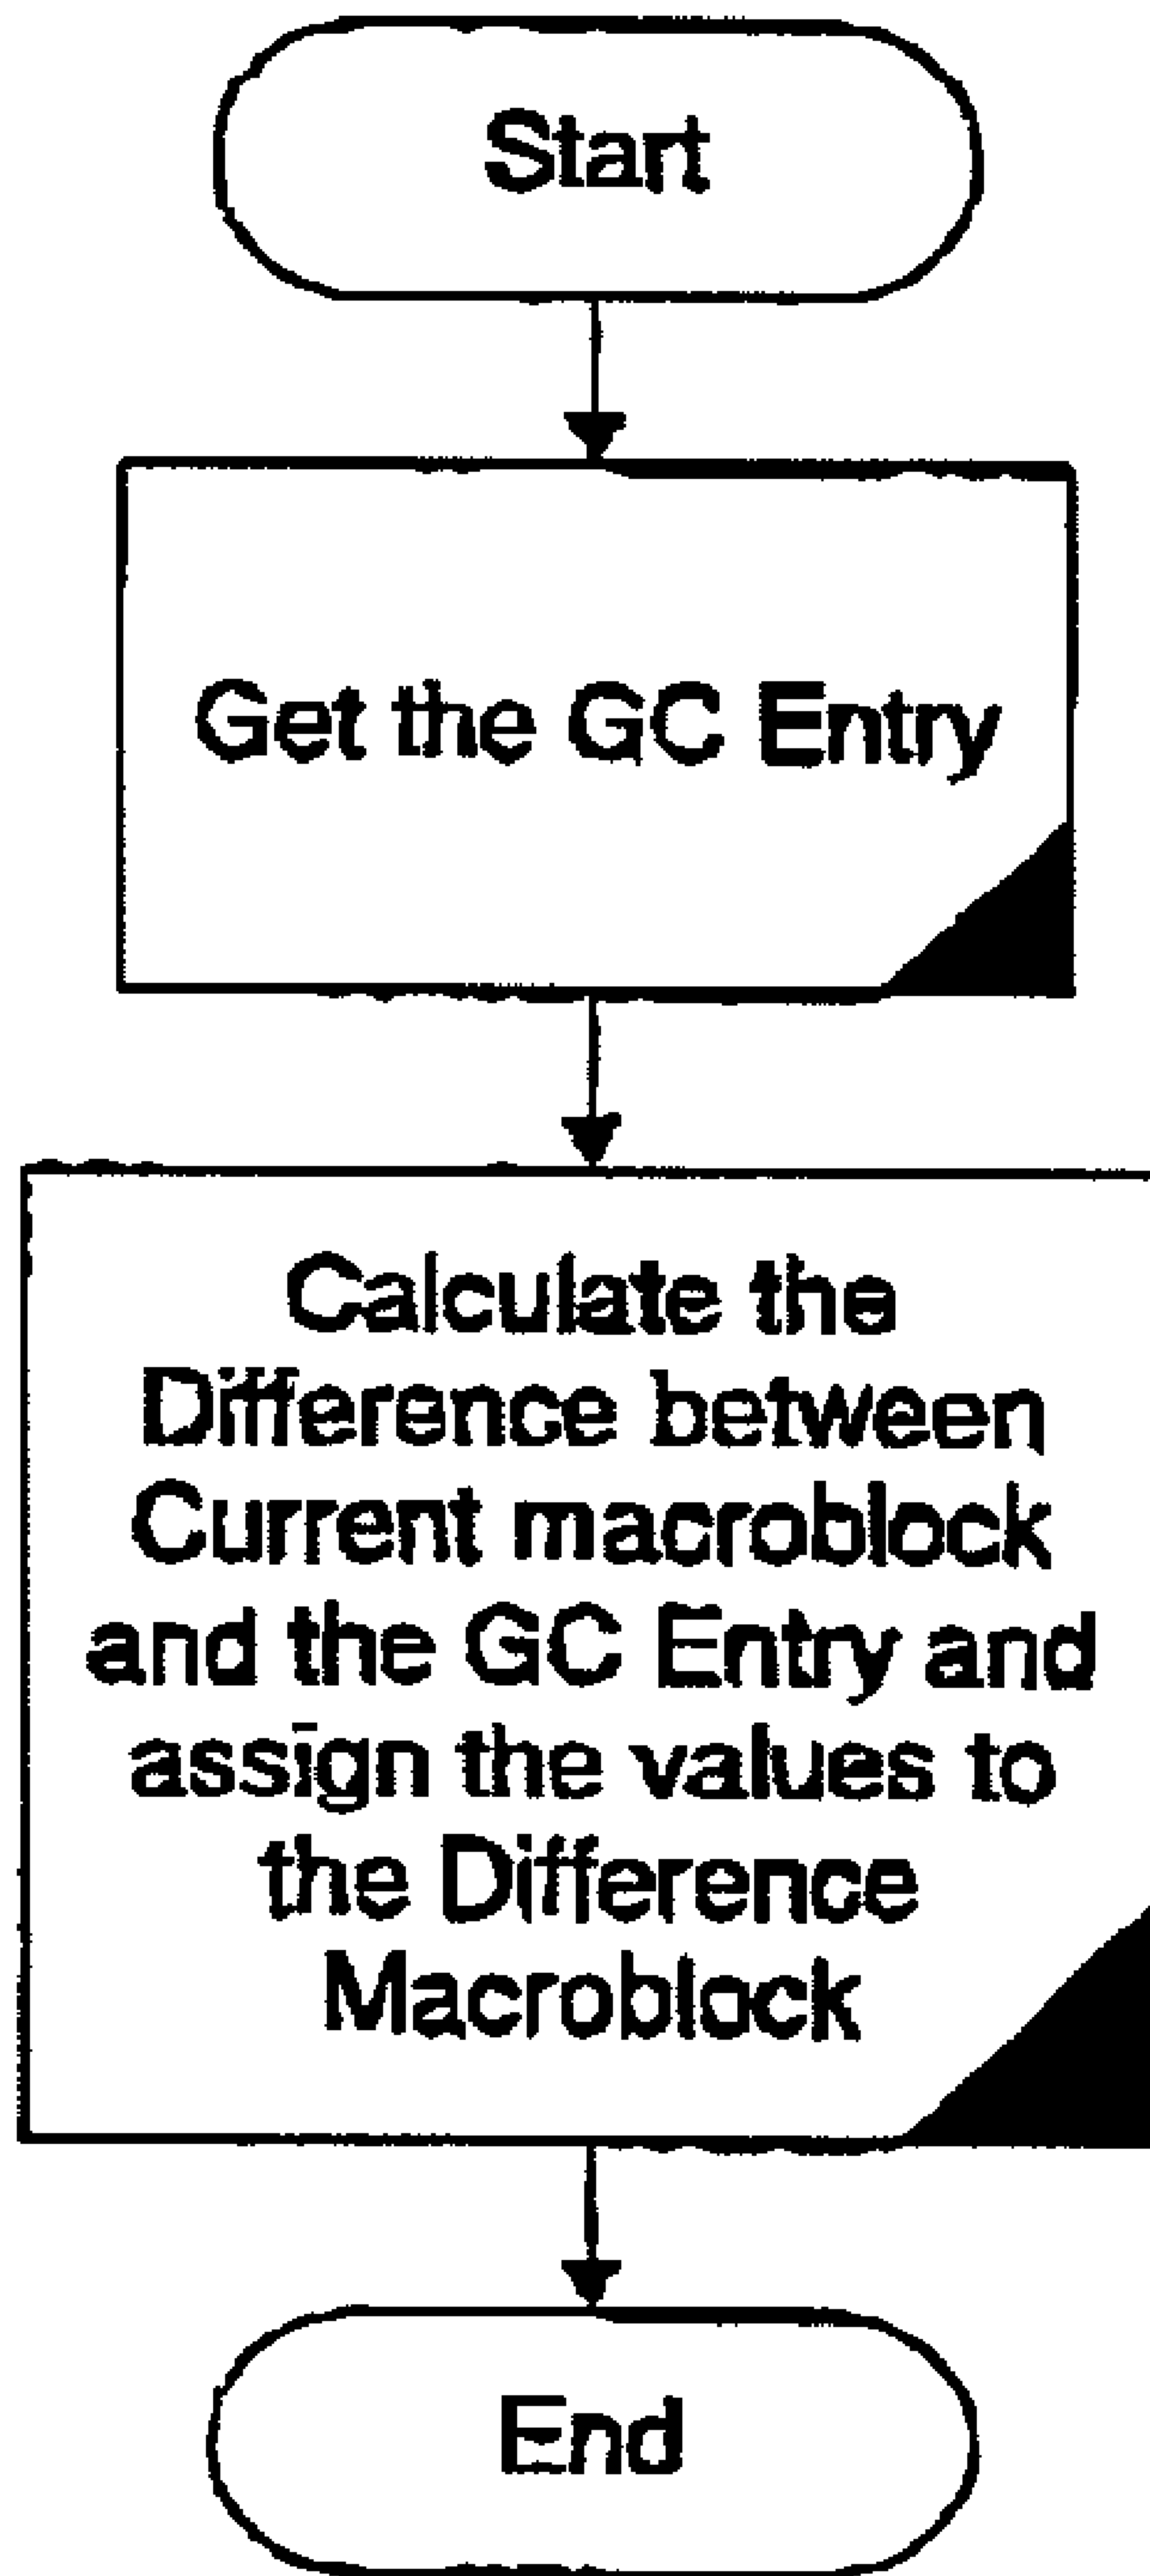 Start
Get the GC Entry
Calculate the
Difference between
Current macroblock
and the GC Entry and
assign the values to
the Difference
Macroblock
End